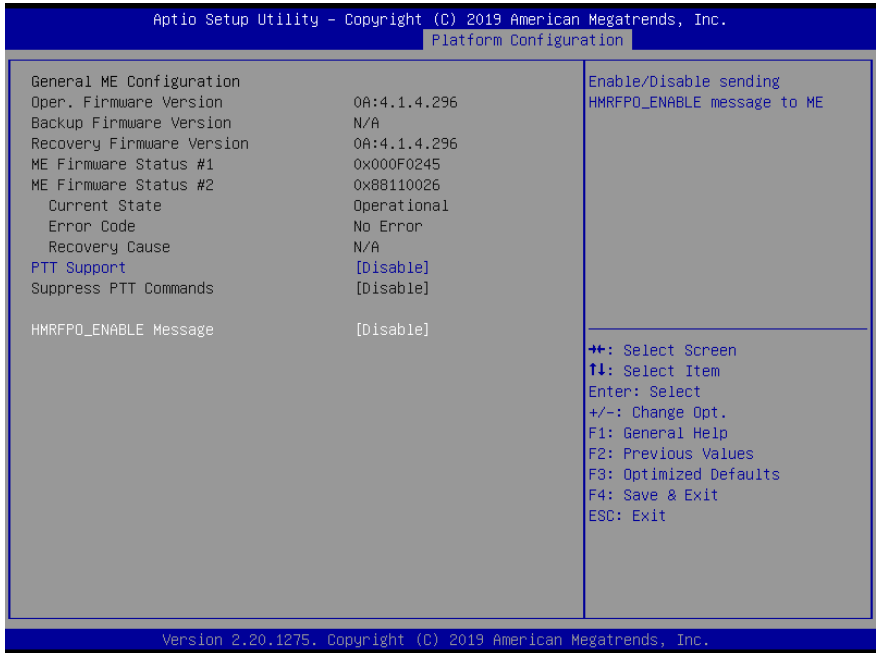 Aptio Setup Utility – Copyright (C) 2019 American Megatrends, Inc.
Platform Configuration
General ME Configuration
Oper. Firmware Version 0A:4.1.4.296
Backup Firmware Version N/A
Recovery Firmware Version 0A:4.1.4.296
ME Firmware Status #1 0x000F0245
ME Firmware Status #2 0x88110026
Current State Operational
Error Code No Error
Recovery Cause N/A
PTT Support [Disable]
Suppress PTT Commands [Disable]
HMRFPO_ENABLE Message [Disable]
Enable/Disable sending
HMRFPO_ENABLE message to ME
→←: Select Screen
↑↓: Select Item
Enter: Select
+/-: Change Opt.
F1: General Help
F2: Previous Values
F3: Optimized Defaults
F4: Save & Exit
ESC: Exit
Version 2.20.1275. Copyright (C) 2019 American Megatrends, Inc.